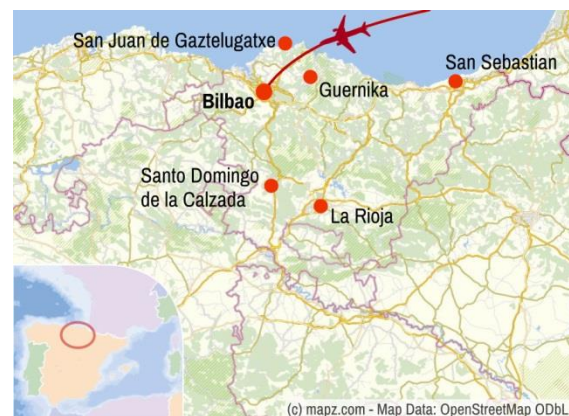 San Juan de Gaztelugatxe
San Sebastian
Bilbao
Guernika
Santo Domingo
de la Calzada
La Rioja
(c) mapz.com - Map Data: OpenStreetMap ODbL